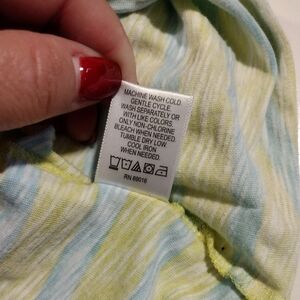 MACHINE WASH COLD
GENTLE CYCLE.
WASH SEPARATELY OR
WITH LIKE COLORS.
ONLY NON-CHLORINE
BLEACH WHEN NEEDED.
TUMBLE DRY LOW.
COOL IRON
WHEN NEEDED.
RN 89016